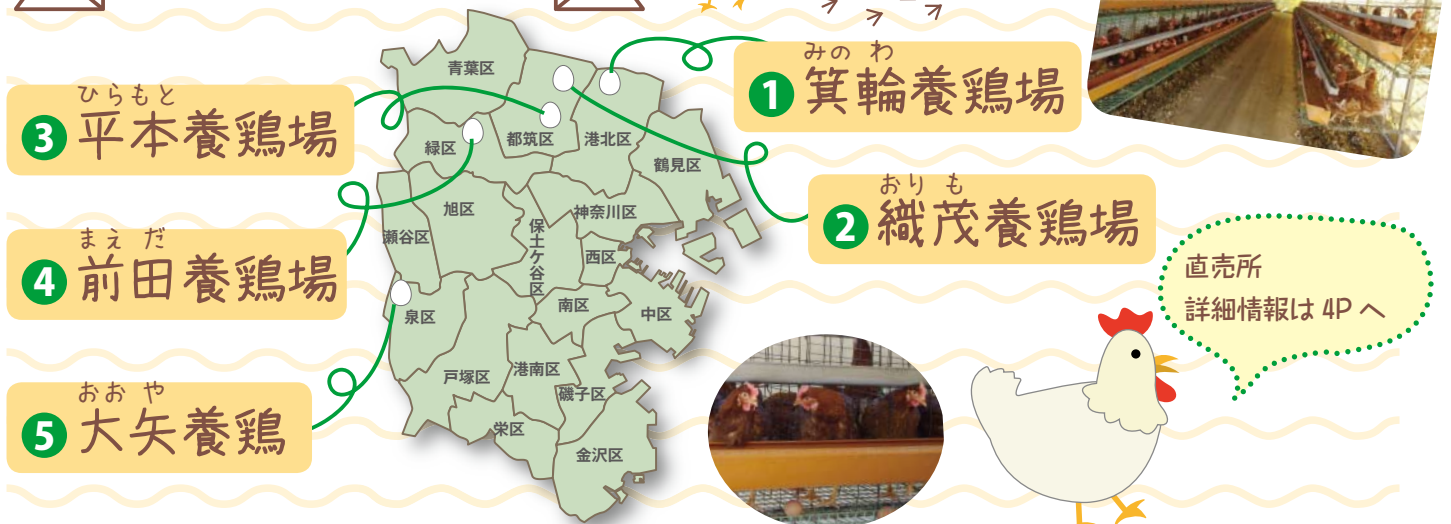 みのわ
1 箕輪養鶏場
おりも
2 織茂養鶏場
ひらもと
3 平本養鶏場
まえだ
4 前田養鶏場
おおや
5 大矢養鶏
青葉区
都筑区
港北区
緑区
鶴見区
旭区
神奈川区
瀬谷区
保土ケ谷区
西区
泉区
南区
中区
戸塚区
港南区
磯子区
栄区
金沢区
直売所
詳細情報は 4P へ